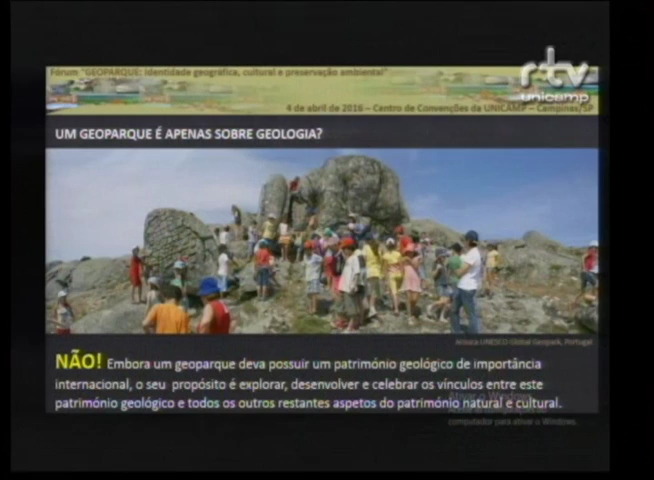 Fórum "GEOPARQUE: Identidade geográfica, cultural e preservação ambiental"
rtv
unicamp
4 de abril de 2016 – Centro de Convenções da UNICAMP – Campinas/SP
UM GEOPARQUE É APENAS SOBRE GEOLOGIA?
Arouca UNESCO Global Geopark, Portugal
NÃO! Embora um geoparque deva possuir um património geológico de importância
internacional, o seu propósito é explorar, desenvolver e celebrar os vínculos entre este
património geológico e todos os outros restantes aspetos do património natural e cultural.
Ativar o Windows
computador para ativar o Windows.